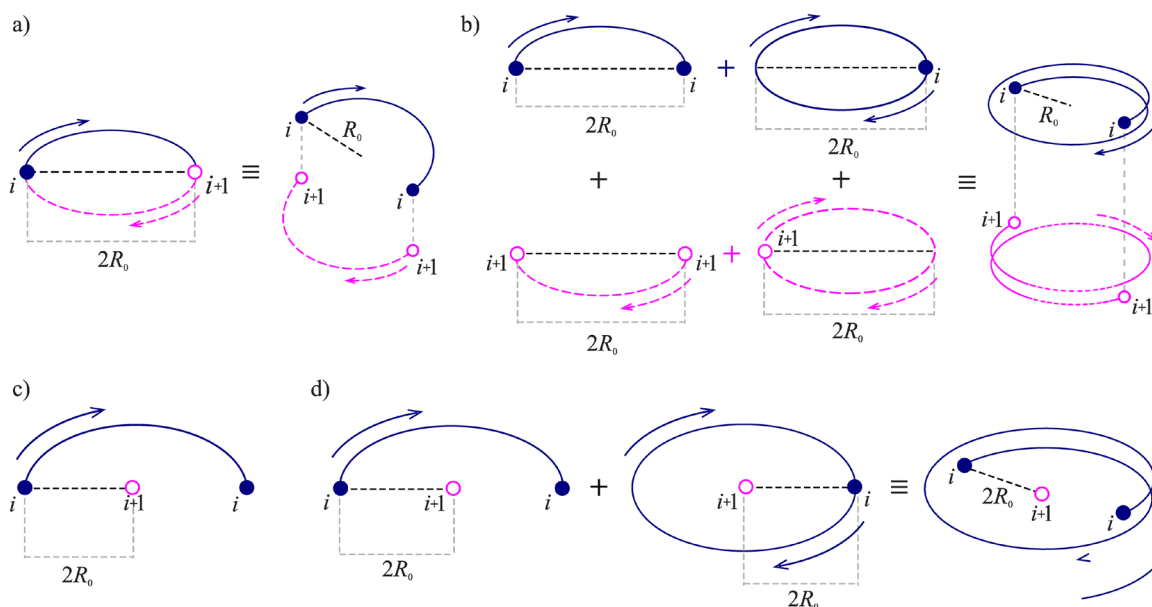 a)
i
i+1
2R₀
≡
i
R₀
i+1
i
i+1
b)
i
i
2R₀
+
i
2R₀
+
+
≡
i
R₀
i
i+1
i+1
i+1
i+1
2R₀
+
i+1
2R₀
c)
i
i+1
i
2R₀
d)
i
i+1
i
2R₀
+
i+1
i
2R₀
≡
i
2R₀
i+1
i